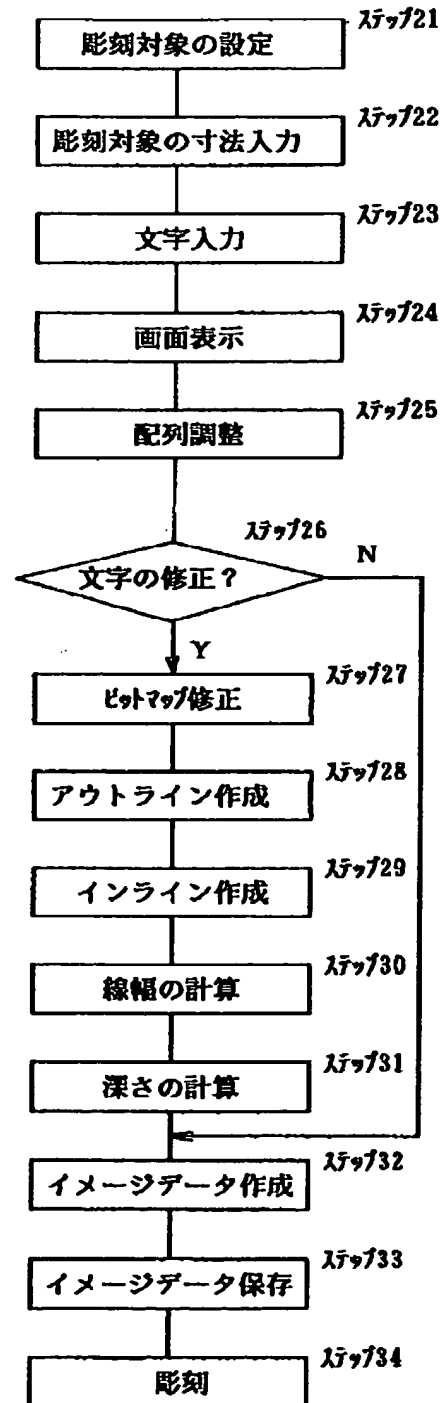 ステップ21
彫刻対象の設定
ステップ22
彫刻対象の寸法入力
ステップ23
文字入力
ステップ24
画面表示
ステップ25
配列調整
ステップ26
文字の修正?
N
Y
ステップ27
ビットマップ修正
ステップ28
アウトライン作成
ステップ29
インライン作成
ステップ30
線幅の計算
ステップ31
深さの計算
ステップ32
イメージデータ作成
ステップ33
イメージデータ保存
ステップ34
彫刻